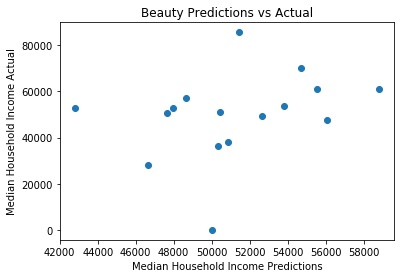 Beauty Predictions vs Actual
Median Household Income Actual
80000
60000
40000
20000
0
42000 44000 46000 48000 50000 52000 54000 56000 58000
Median Household Income Predictions